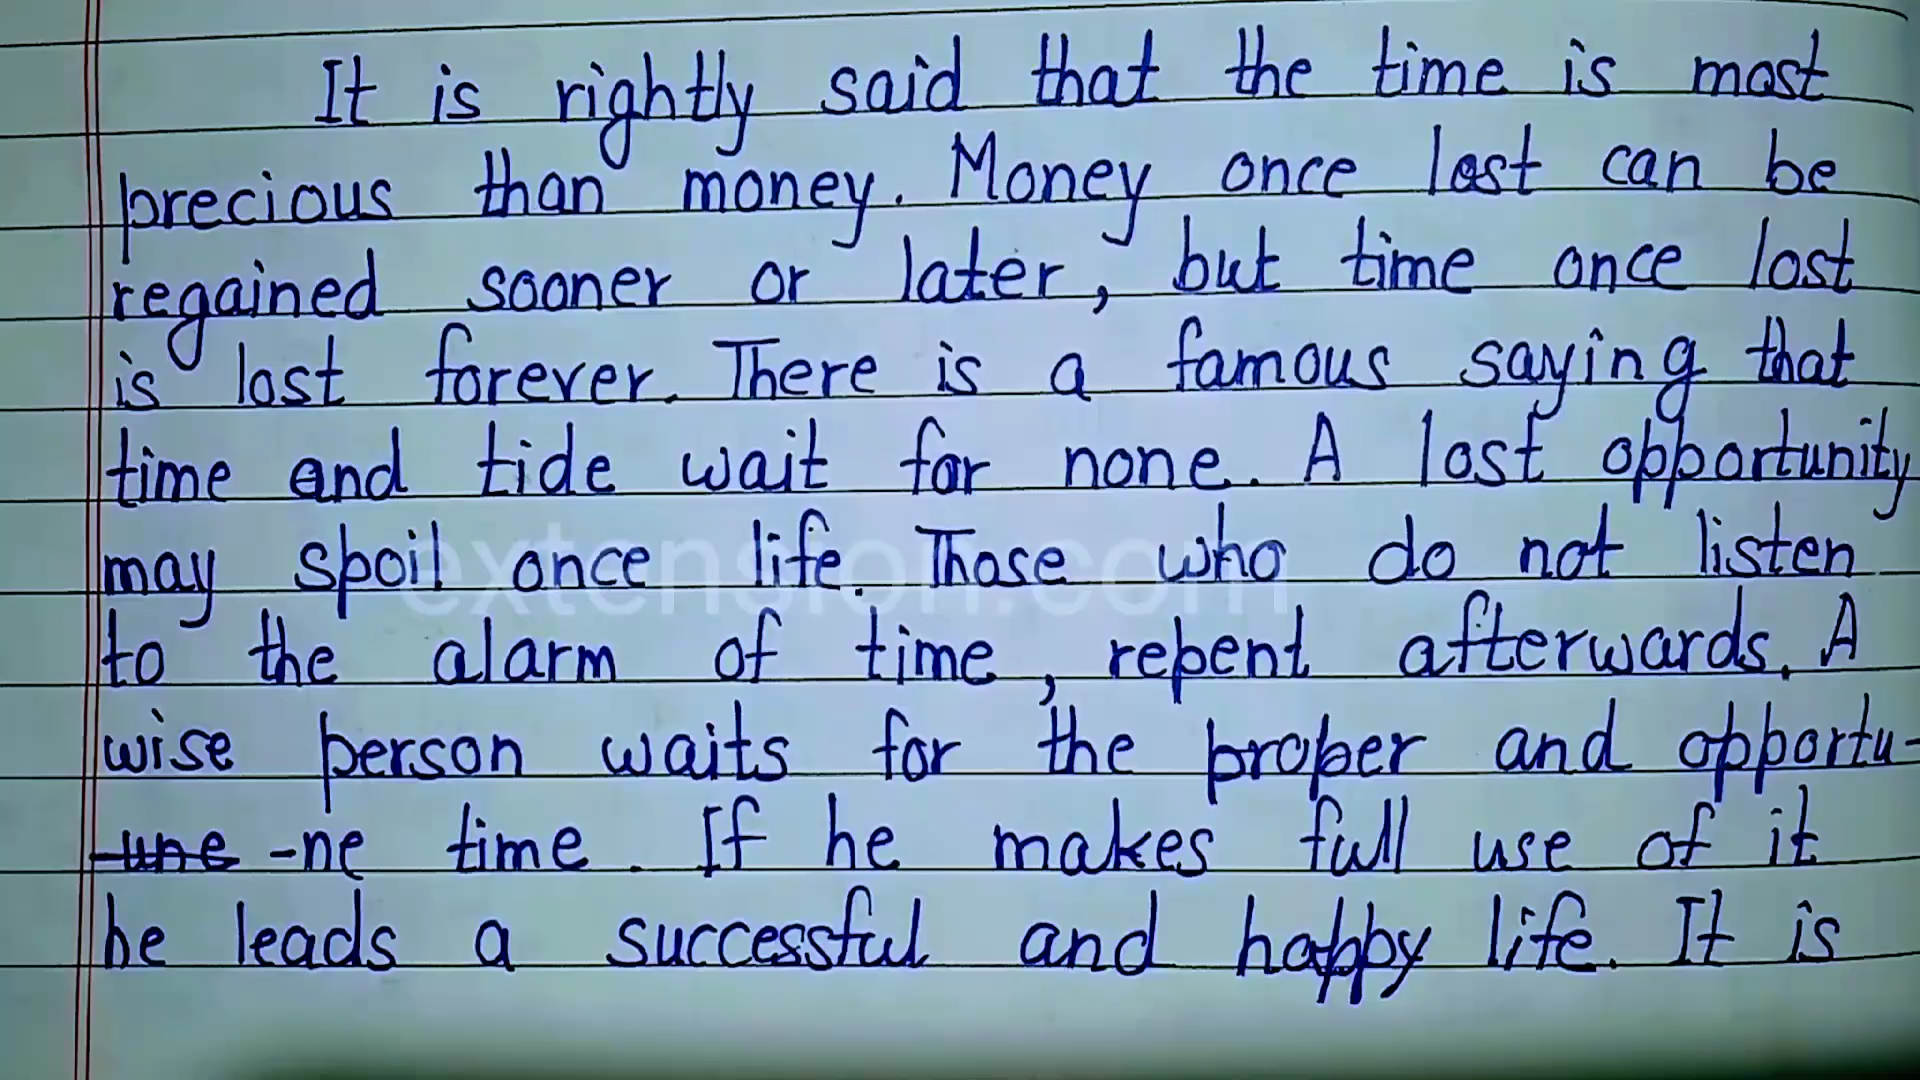 It is rightly said that the time is most
precious than money. Money once lost can be
regained sooner or later, but time once lost
is lost forever. There is a famous saying that
time and tide wait for none. A lost opportunity
may spoil once life. Those who do not listen
to the alarm of time, repent afterwards. A
wise person waits for the proper and opportu-
-une -ne time. If he makes full use of it
he leads a successful and happy life. It is
extension.com